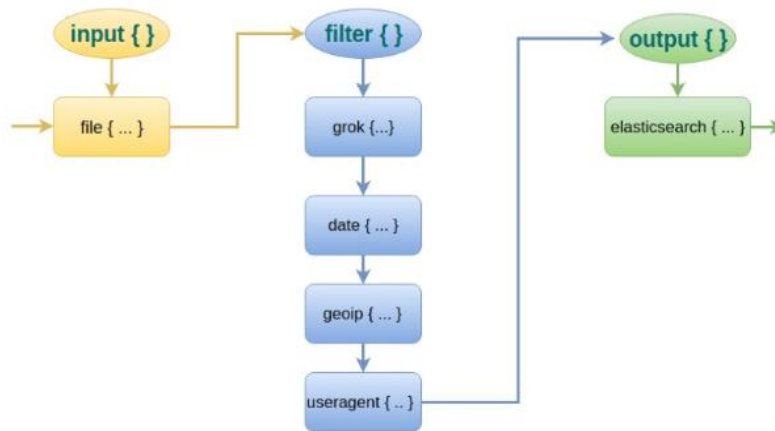 input { }
file { ... }
filter { }
grok {...}
date { ... }
geoip { ... }
useragent { .. }
output { }
elasticsearch { ... }